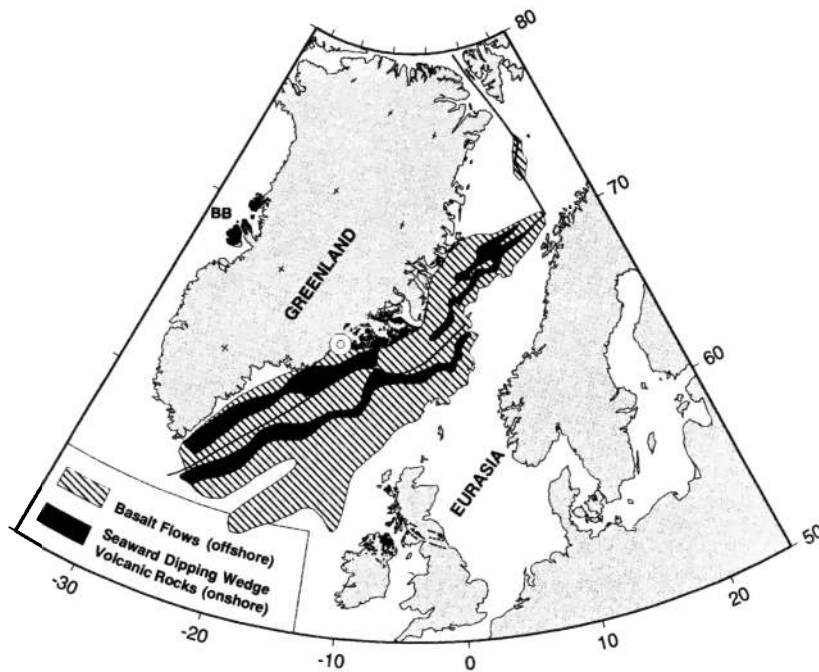 80
70
BB
GREENLAND
60
EURASIA
50
Basalt Flows (offshore)
Seaward Dipping Wedge
Volcanic Rocks (onshore)
-30
-20
-10
0
10
20